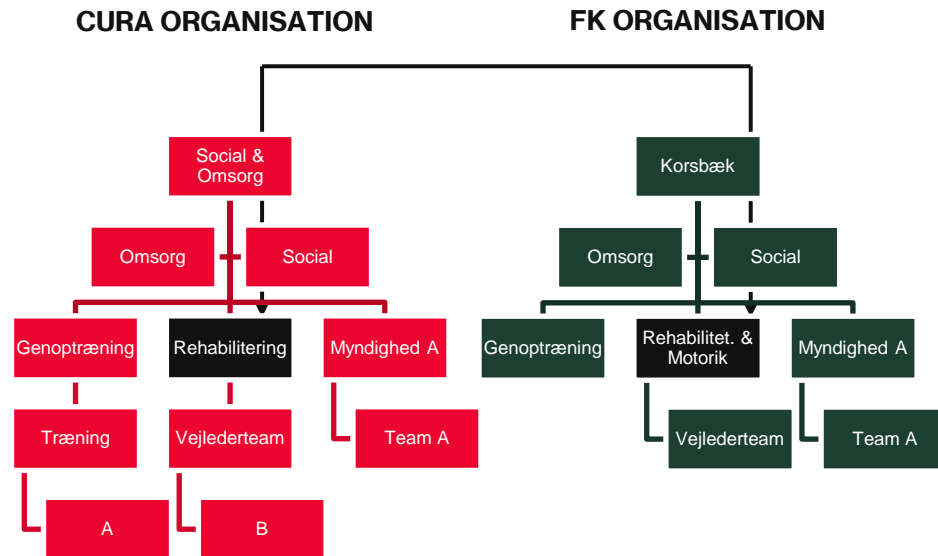 CURA ORGANISATION
FK ORGANISATION
Social &
Omsorg
Korsbæk
Omsorg
Social
Omsorg
Social
Genoptræning
Rehabilitering
Myndighed A
Genoptræning
Rehabilitet. &
Motorik
Myndighed A
Træning
Vejlederteam
Team A
Vejlederteam
Team A
A
B